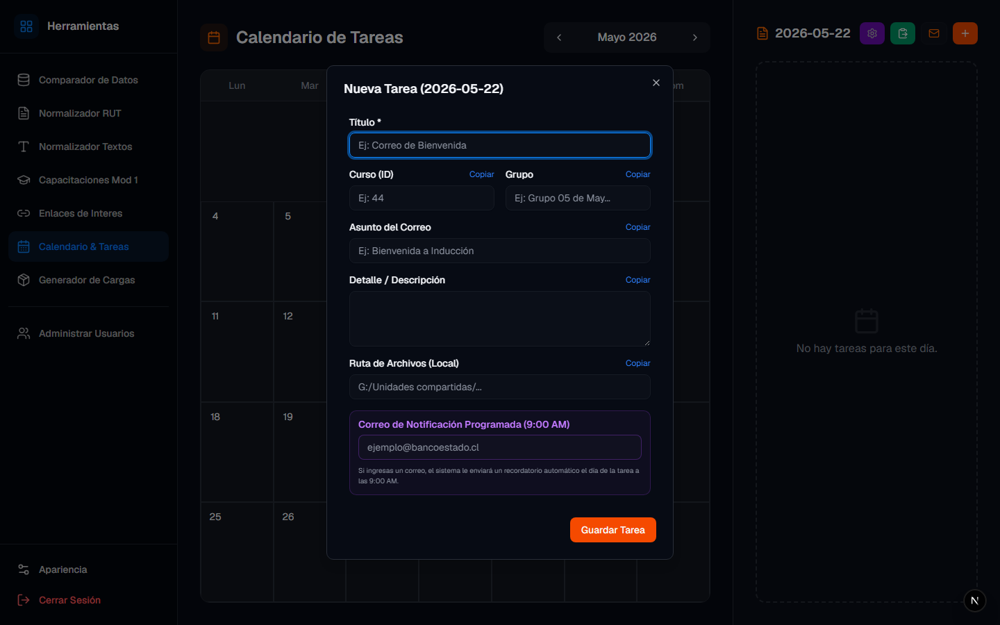 Herramientas
Comparador de Datos
Normalizador RUT
Normalizador Textos
Capacitaciones Mod 1
Enlaces de Interes
Calendario & Tareas
Generador de Cargas
Administrar Usuarios
Apariencia
Cerrar Sesión
Calendario de Tareas
Mayo 2026
Lun
Mar
om
4
5
11
12
18
19
25
26
Nueva Tarea (2026-05-22)
Título *
Ej: Correo de Bienvenida
Curso (ID) Copiar Grupo Copiar
Ej: 44 Ej: Grupo 05 de May...
Asunto del Correo Copiar
Ej: Bienvenida a Inducción
Detalle / Descripción Copiar
Ruta de Archivos (Local) Copiar
G:/Unidades compartidas/...
Correo de Notificación Programada (9:00 AM)
ejemplo@bancoestado.cl
Si ingresas un correo, el sistema le enviará un recordatorio automático el día de la tarea a
las 9:00 AM.
Guardar Tarea
2026-05-22
No hay tareas para este día.
N